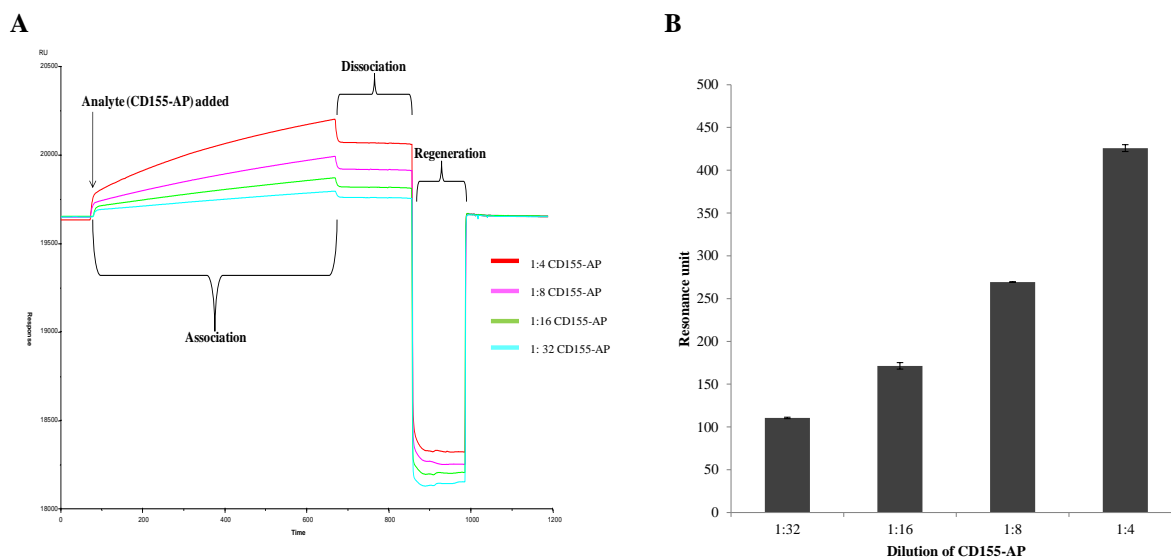 A
RU
20500
20000
19500
19000
18500
18000
Response
0
200
400
600
800
1000
1200
Time
Analyte (CD155-AP) added
Dissociation
Regeneration
Association
1:4 CD155-AP
1:8 CD155-AP
1:16 CD155-AP
1: 32 CD155-AP
B
500
450
400
350
300
250
200
150
100
50
0
Resonance unit
1:32
1:16
1:8
1:4
Dilution of CD155-AP